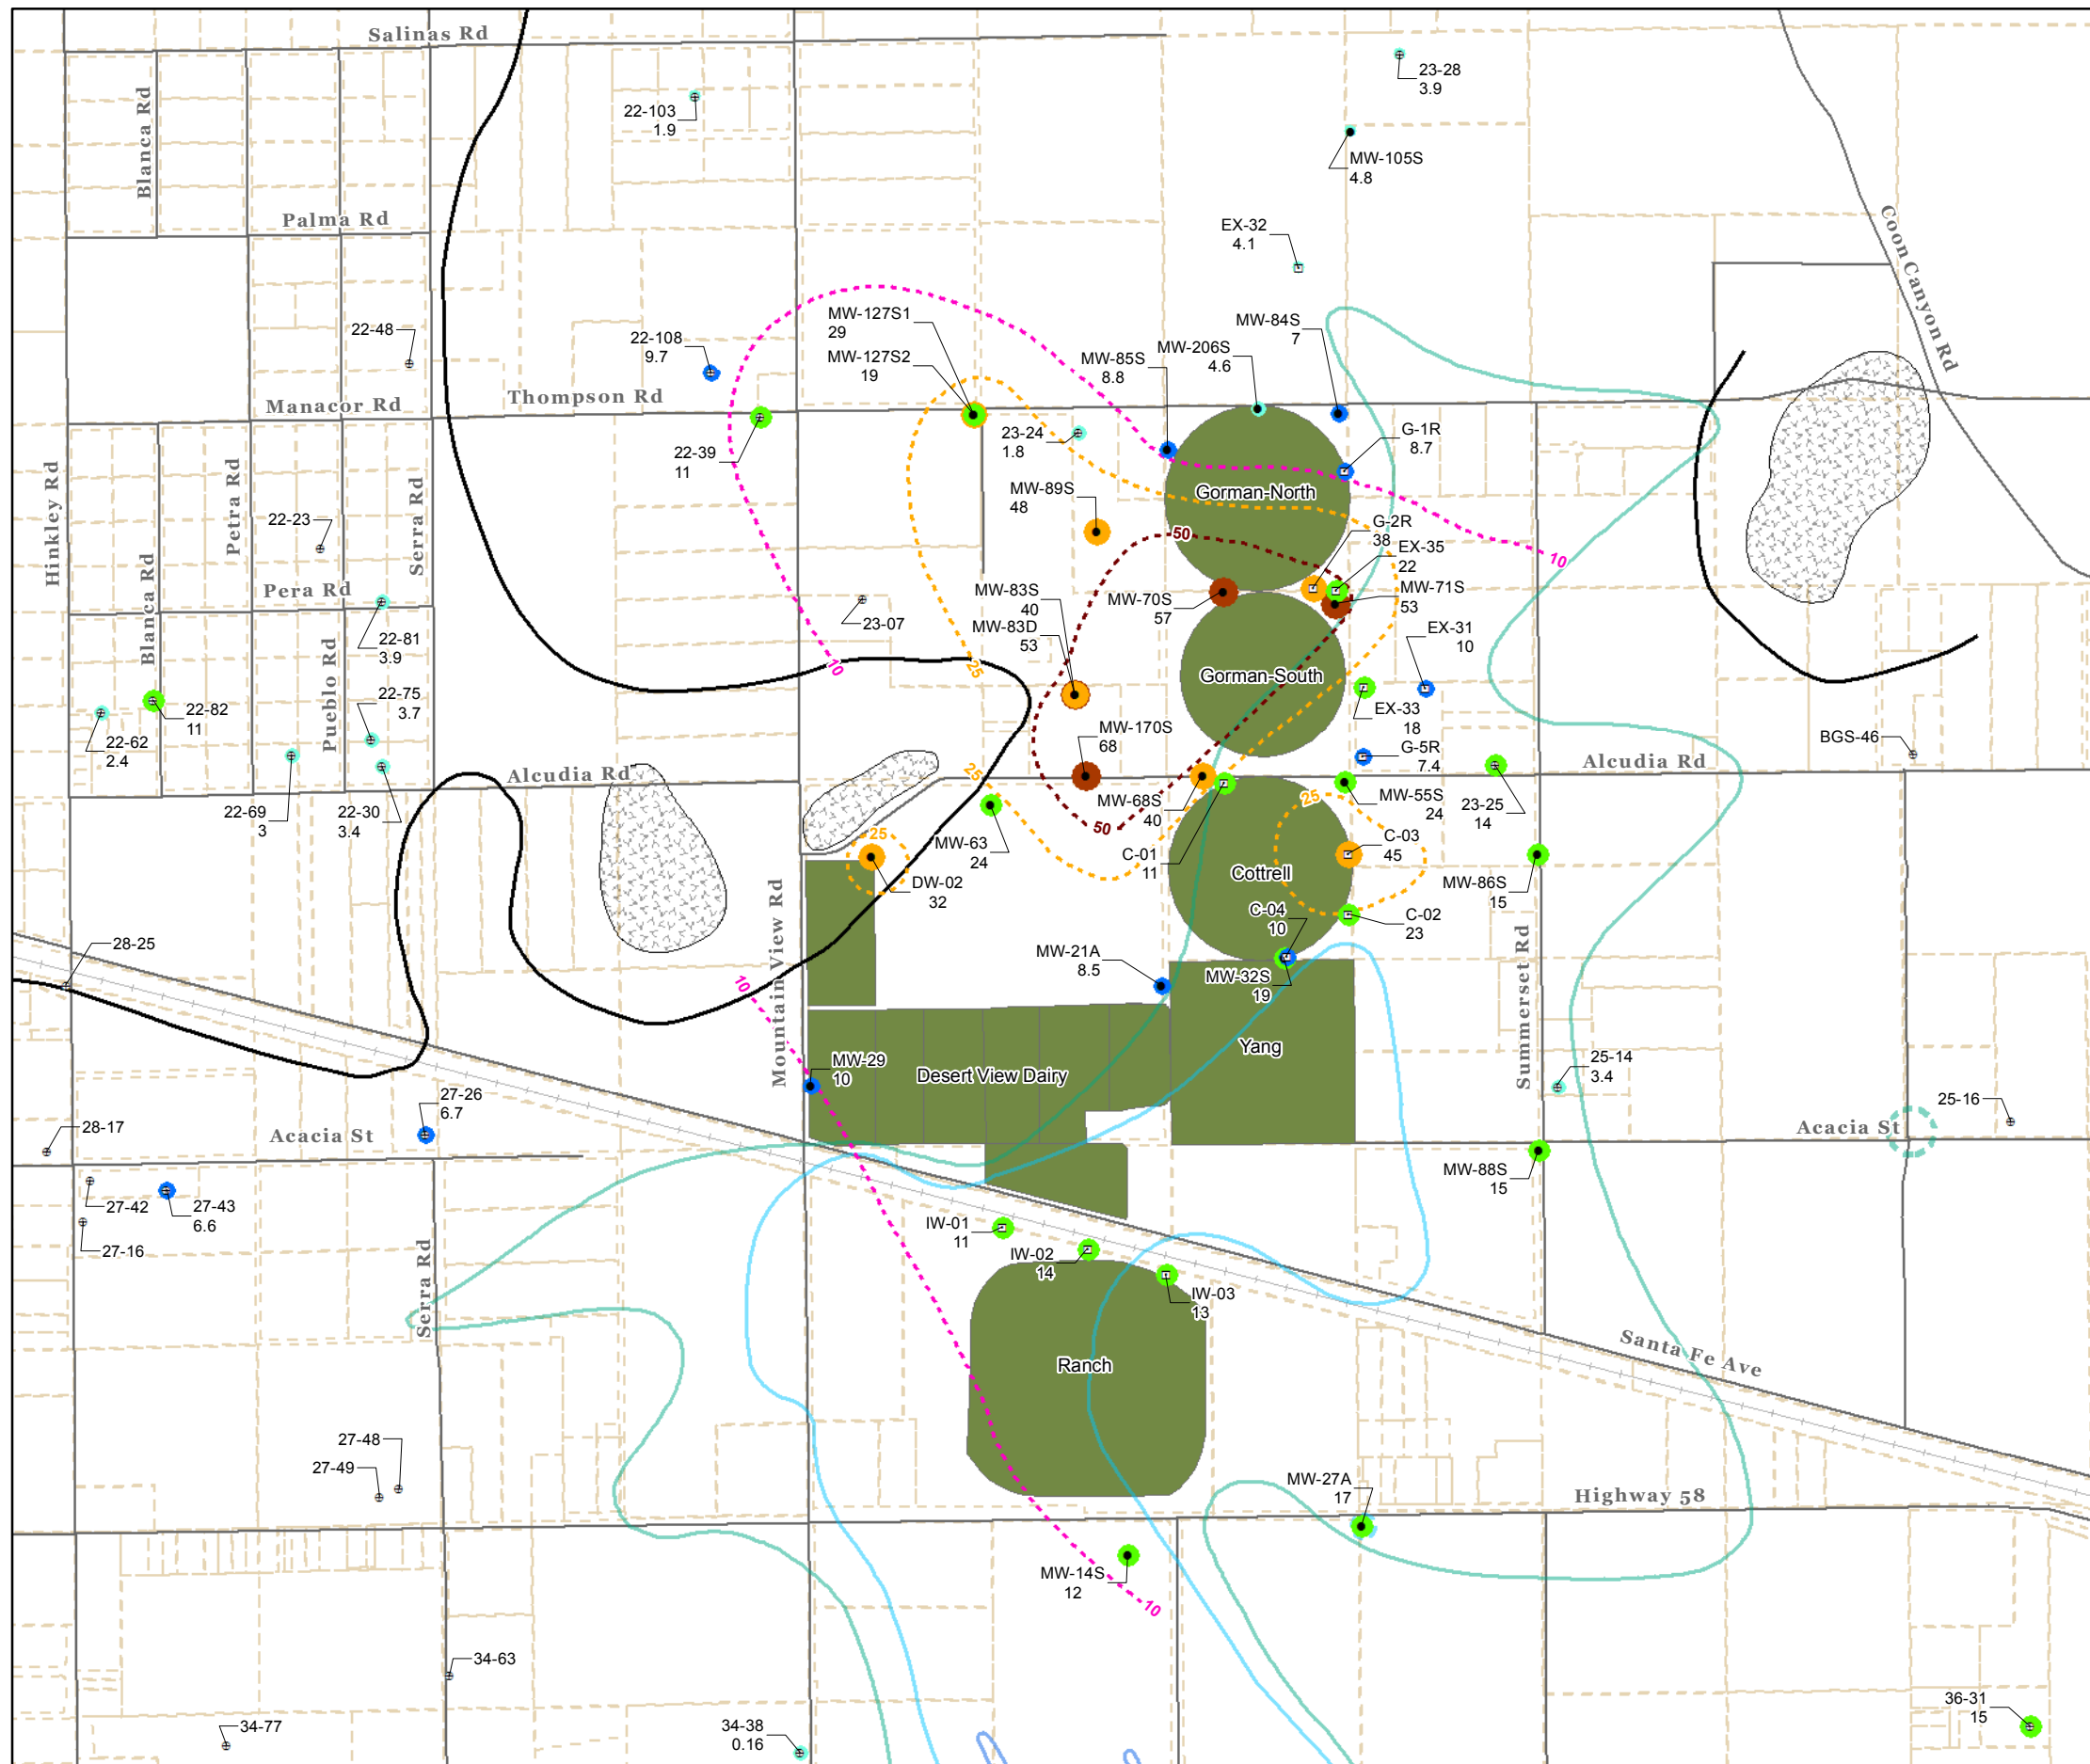 Salinas Rd
23-28
3.9
22-103
1.9
Blanca Rd
MW-105S
4.8
Palma Rd
Coon Canyon Rd
EX-32
4.1
22-48
22-108
9.7
MW-127S1
29
MW-127S2
19
MW-85S
8.8
MW-206S
4.6
MW-84S
7
Manacor Rd
Thompson Rd
22-39
11
23-24
1.8
G-1R
8.7
Hinkley Rd
Petra Rd
Serra Rd
22-23
MW-89S
48
Gorman-North
G-2R
38
50
EX-35
22
10
Pera Rd
MW-83S
40
MW-83D
53
MW-70S
57
MW-71S
53
23-07
Blanca Rd
Pueblo Rd
22-81
3.9
EX-31
10
10
25
Gorman-South
22-75
3.7
22-82
11
EX-33
18
22-62
2.4
MW-170S
68
G-5R
7.4
BGS-46
Alcudia Rd
25
Alcudia Rd
22-69
3
22-30
3.4
MW-68S
40
MW-55S
24
23-25
14
25
50
25
MW-63
24
C-01
11
C-03
45
Cottrell
MW-86S
15
DW-02
32
C-04
10
C-02
23
28-25
Mountain View Rd
MW-21A
8.5
MW-32S
19
10
Summerset Rd
Yang
MW-29
10
Desert View Dairy
25-14
3.4
27-26
6.7
25-16
28-17
Acacia St
Acacia St
MW-88S
15
27-42
27-43
6.6
27-16
IW-01
11
IW-02
14
IW-03
13
Serra Rd
Santa Fe Ave
Ranch
27-48
27-49
MW-27A
17
Highway 58
MW-14S
12
10
34-63
34-77
34-38
0.16
36-31
15